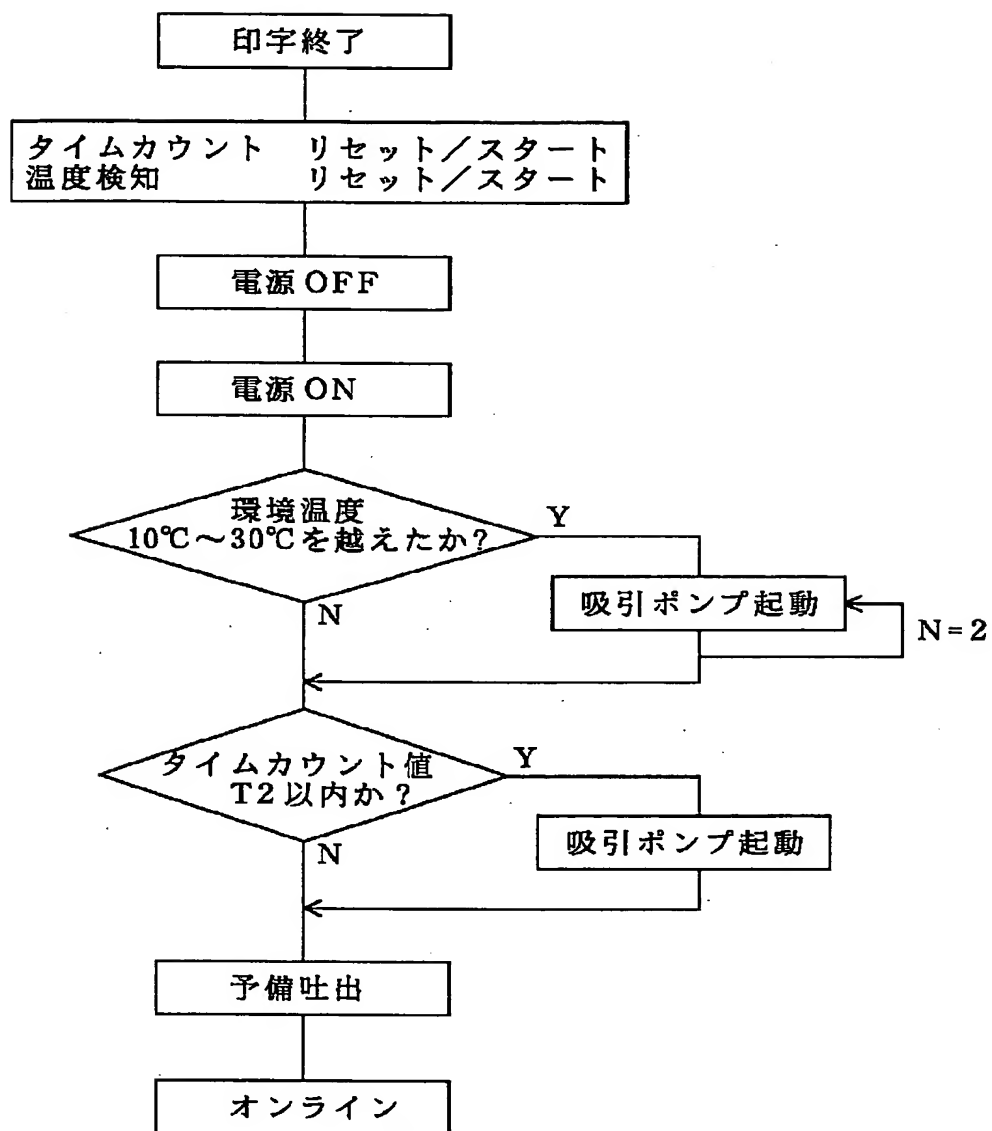 印字終了
タイムカウント リセット／スタート
温度検知 リセット／スタート
電源OFF
電源ON
環境温度
10℃～30℃を越えたか?
Y
N
吸引ポンプ起動
N=2
タイムカウント値
T2以内か?
Y
N
吸引ポンプ起動
予備吐出
オンライン